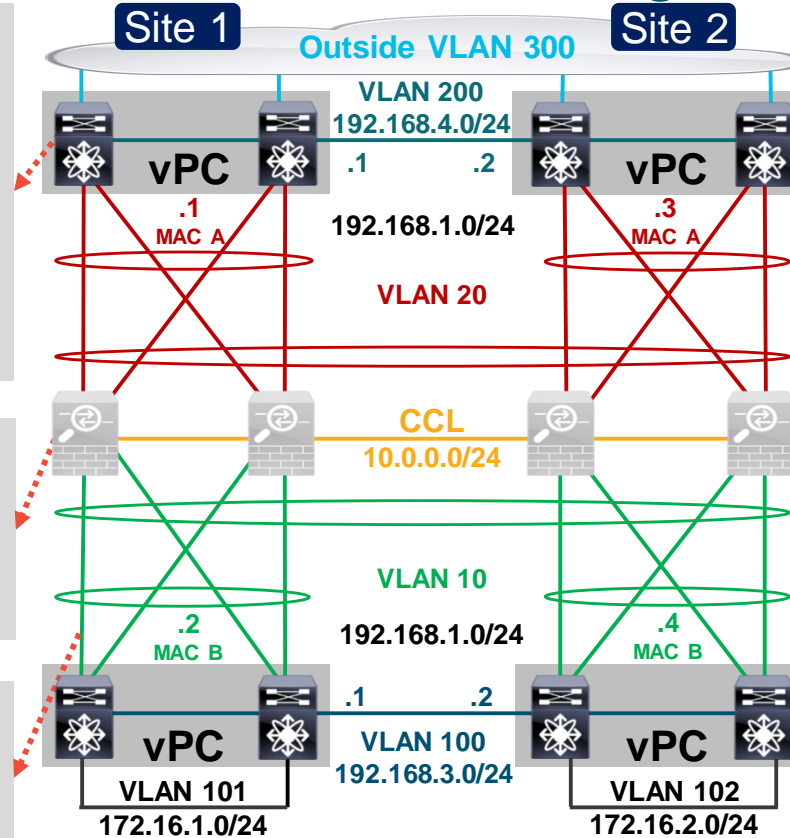 Site 1
Site 2
Outside VLAN 300
VLAN 200
192.168.4.0/24
vPC
.1
.2
vPC
.1
MAC A
192.168.1.0/24
.3
MAC A
VLAN 20
CCL
10.0.0.0/24
VLAN 10
.2
MAC B
192.168.1.0/24
.4
MAC B
.1
.2
vPC
VLAN 100
192.168.3.0/24
vPC
VLAN 101
172.16.1.0/24
VLAN 102
172.16.2.0/24